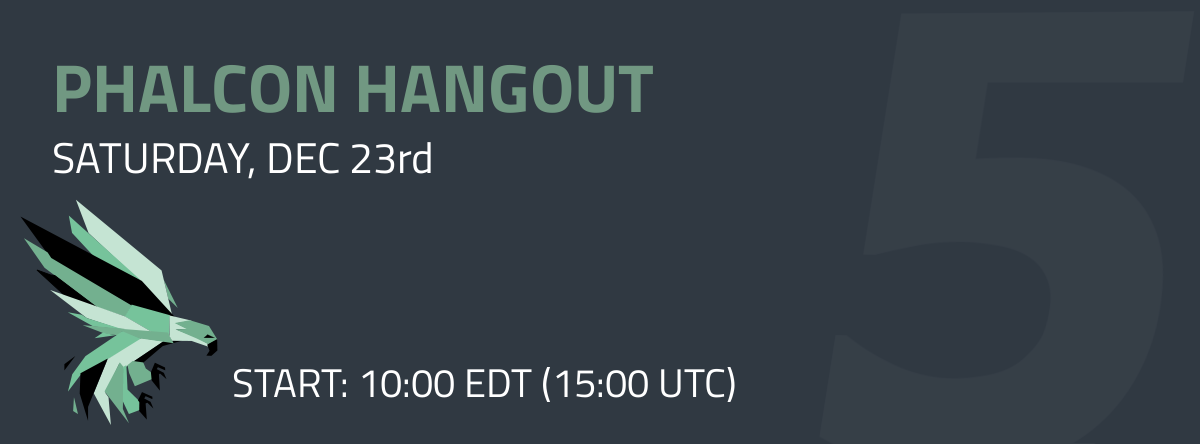 PHALCON HANGOUT
SATURDAY, DEC 23rd
START: 10:00 EDT (15:00 UTC)
5